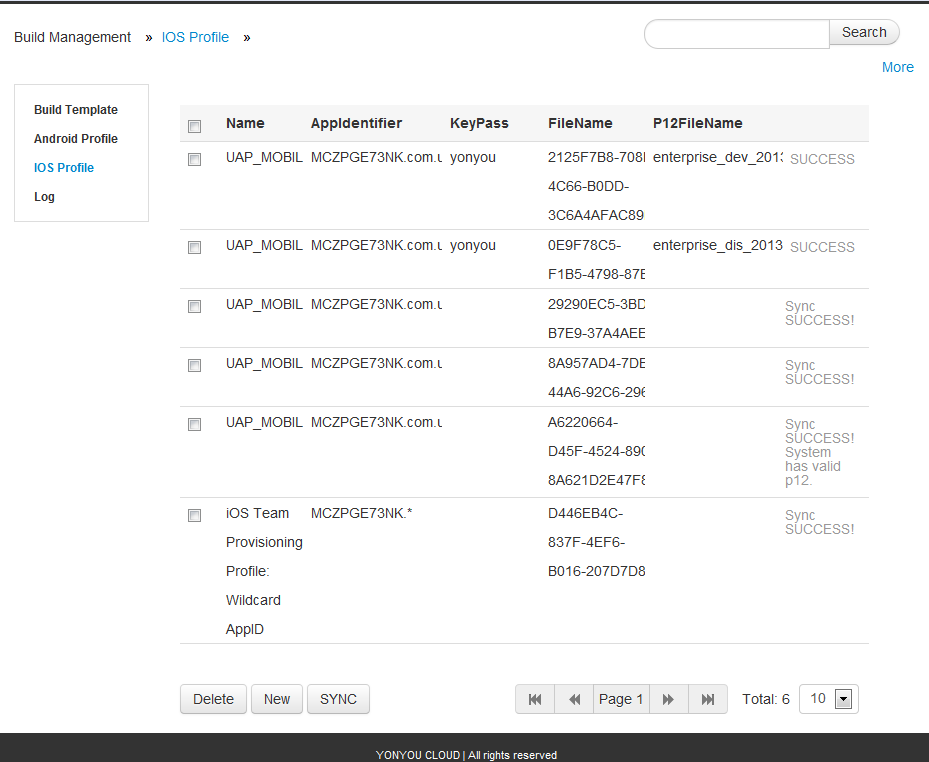 Build Management » IOS Profile »
Search
More
Build Template
Android Profile
IOS Profile
Log
Name AppIdentifier KeyPass FileName P12FileName
UAP_MOBIL MCZPGE73NK.com.u yonyou 2125F7B8-708 enterprise_dev_2013 SUCCESS
4C66-B0DD-
3C6A4AFAC89
UAP_MOBIL MCZPGE73NK.com.u yonyou 0E9F78C5- enterprise_dis_2013 SUCCESS
F1B5-4798-87E
UAP_MOBIL MCZPGE73NK.com.u 29290EC5-3BD Sync
SUCCESS!
B7E9-37A4AEE
UAP_MOBIL MCZPGE73NK.com.u 8A957AD4-7DE Sync
SUCCESS!
44A6-92C6-296
UAP_MOBIL MCZPGE73NK.com.u A6220664- Sync
SUCCESS!
D45F-4524-890 System
has valid
8A621D2E47F8 p12.
iOS Team MCZPGE73NK.* D446EB4C- Sync
SUCCESS!
Provisioning 837F-4EF6-
Profile: B016-207D7D8
Wildcard
AppID
Delete New SYNC Page 1 Total: 6 10
YONYOU CLOUD | All rights reserved